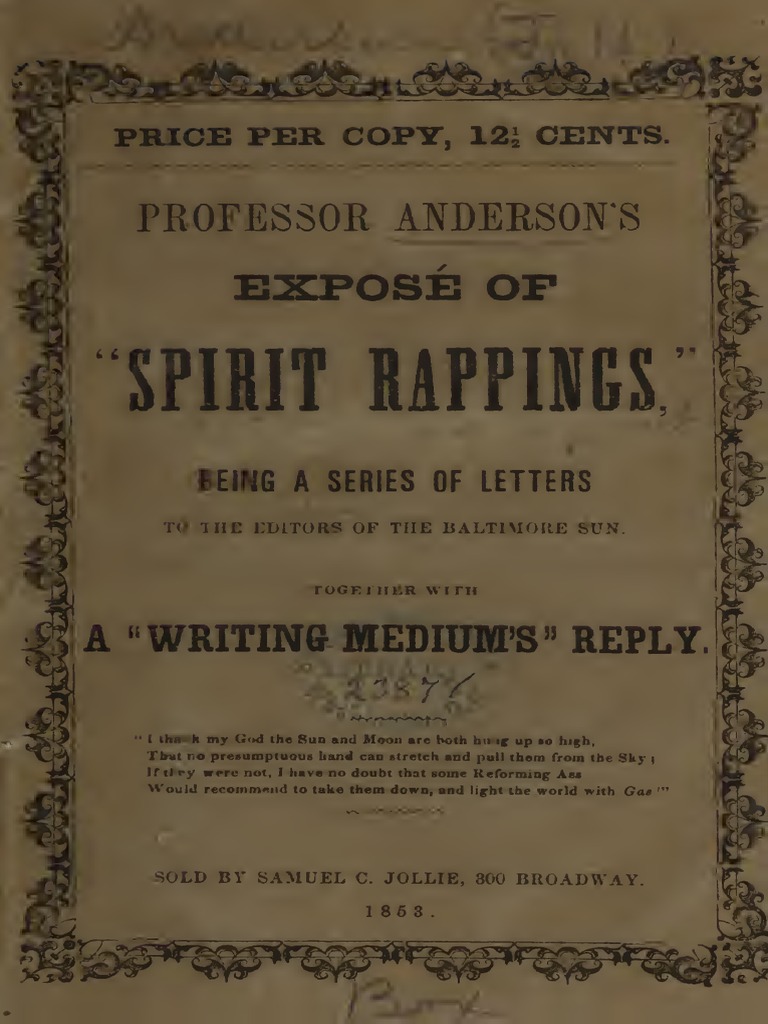 PRICE PER COPY, 12½ CENTS.
PROFESSOR ANDERSON'S
EXPOSÉ OF
"SPIRIT RAPPINGS,"
BEING A SERIES OF LETTERS
TO THE EDITORS OF THE BALTIMORE SUN.
TOGETHER WITH
A "WRITING MEDIUM'S" REPLY.
"I thank my God the Sun and Moon are both hung up so high,
That no presumptuous hand can stretch and pull them from the Sky;
If they were not, I have no doubt that some Reforming Ass
Would recommend to take them down, and light the world with Gas!"
SOLD BY SAMUEL C. JOLLIE, 300 BROADWAY.
1853.
Box